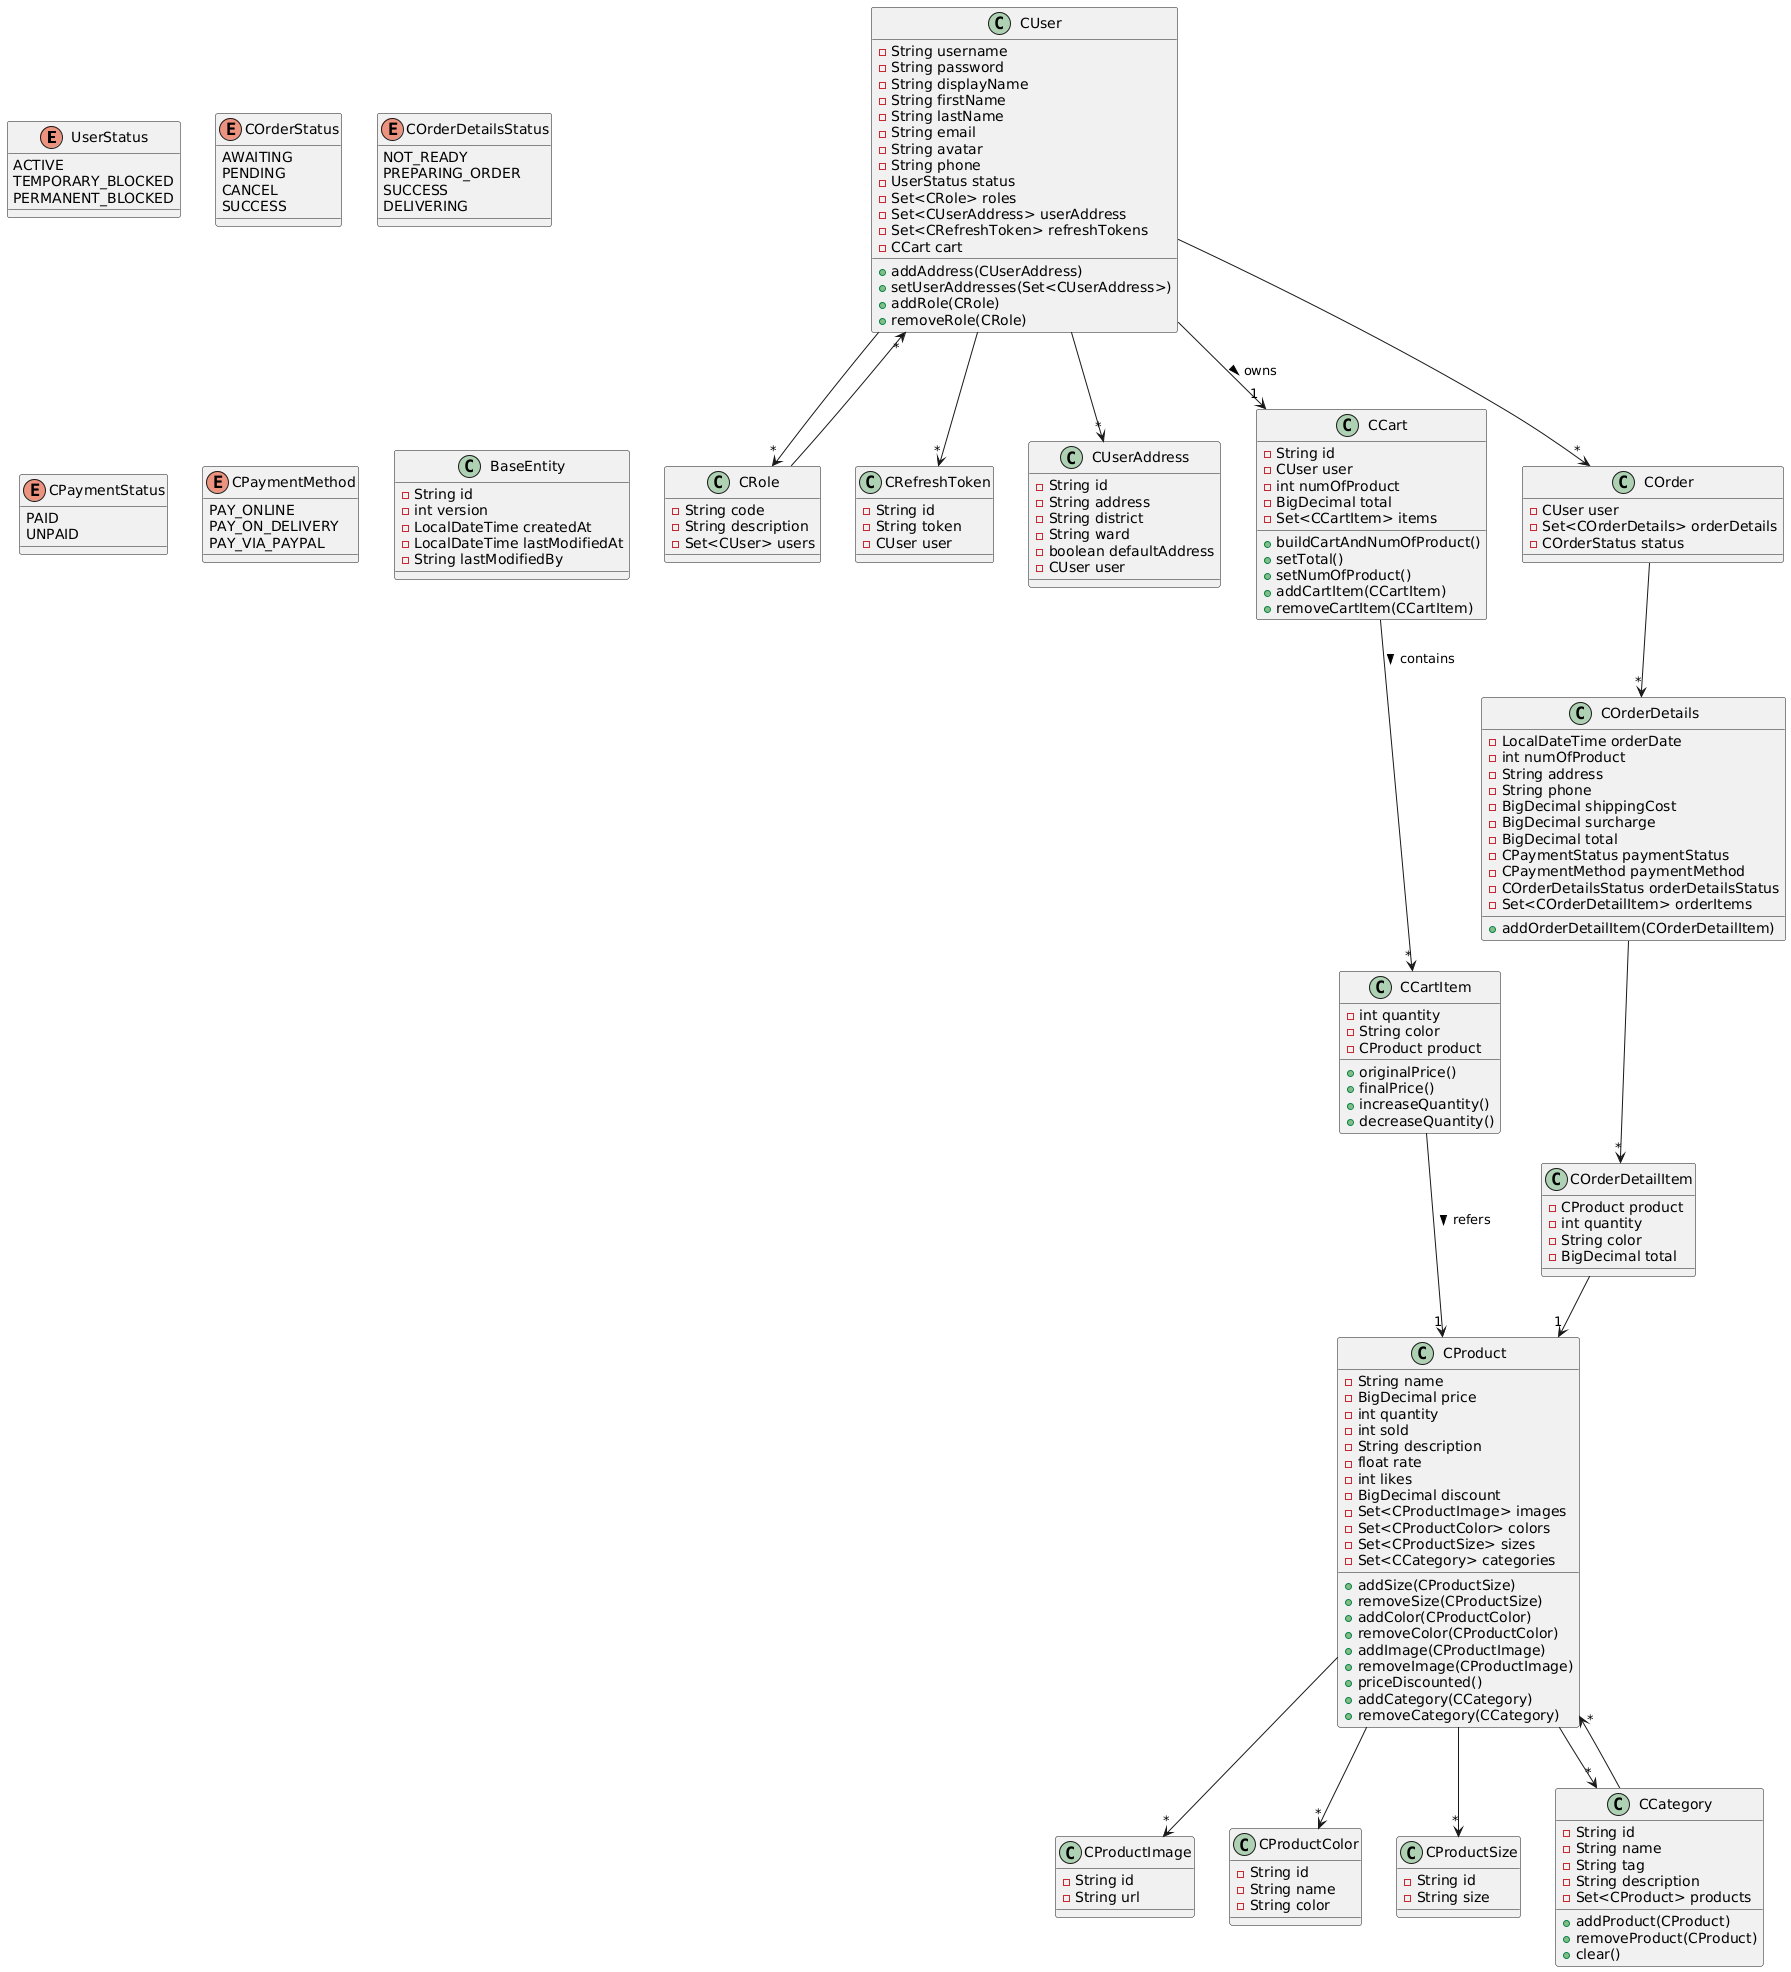 C CUser
String username
String password
String displayName
String firstName
String lastName
String email
String avatar
String phone
UserStatus status
Set<CRole> roles
Set<CUserAddress> userAddress
Set<CRefreshToken> refreshTokens
CCart cart
addAddress(CUserAddress)
setUserAddresses(Set<CUserAddress>)
addRole(CRole)
removeRole(CRole)
E UserStatus
ACTIVE
TEMPORARY_BLOCKED
PERMANENT_BLOCKED
E COrderStatus
AWAITING
PENDING
CANCEL
SUCCESS
E COrderDetailsStatus
NOT_READY
PREPARING_ORDER
SUCCESS
DELIVERING
*
owns
1
*
*
*
*
E CPaymentStatus
PAID
UNPAID
E CPaymentMethod
PAY_ONLINE
PAY_ON_DELIVERY
PAY_VIA_PAYPAL
C BaseEntity
String id
int version
LocalDateTime createdAt
LocalDateTime lastModifiedAt
String lastModifiedBy
C CRole
String code
String description
Set<CUser> users
C CRefreshToken
String id
String token
CUser user
C CUserAddress
String id
String address
String district
String ward
boolean defaultAddress
CUser user
C CCart
String id
CUser user
int numOfProduct
BigDecimal total
Set<CCartItem> items
buildCartAndNumOfProduct()
setTotal()
setNumOfProduct()
addCartItem(CCartItem)
removeCartItem(CCartItem)
C COrder
CUser user
Set<COrderDetails> orderDetails
COrderStatus status
contains
*
C COrderDetails
LocalDateTime orderDate
int numOfProduct
String address
String phone
BigDecimal shippingCost
BigDecimal surcharge
BigDecimal total
CPaymentStatus paymentStatus
CPaymentMethod paymentMethod
COrderDetailsStatus orderDetailsStatus
Set<COrderDetailItem> orderItems
addOrderDetailItem(COrderDetailItem)
*
C CCartItem
int quantity
String color
CProduct product
originalPrice()
finalPrice()
increaseQuantity()
decreaseQuantity()
*
C COrderDetailItem
CProduct product
int quantity
String color
BigDecimal total
refers
1
1
C CProduct
String name
BigDecimal price
int quantity
int sold
String description
float rate
int likes
BigDecimal discount
Set<CProductImage> images
Set<CProductColor> colors
Set<CProductSize> sizes
Set<CCategory> categories
addSize(CProductSize)
removeSize(CProductSize)
addColor(CProductColor)
removeColor(CProductColor)
addImage(CProductImage)
removeImage(CProductImage)
priceDiscounted()
addCategory(CCategory)
removeCategory(CCategory)
*
*
*
*
*
C CProductImage
String id
String url
C CProductColor
String id
String name
String color
C CProductSize
String id
String size
C CCategory
String id
String name
String tag
String description
Set<CProduct> products
addProduct(CProduct)
removeProduct(CProduct)
clear()